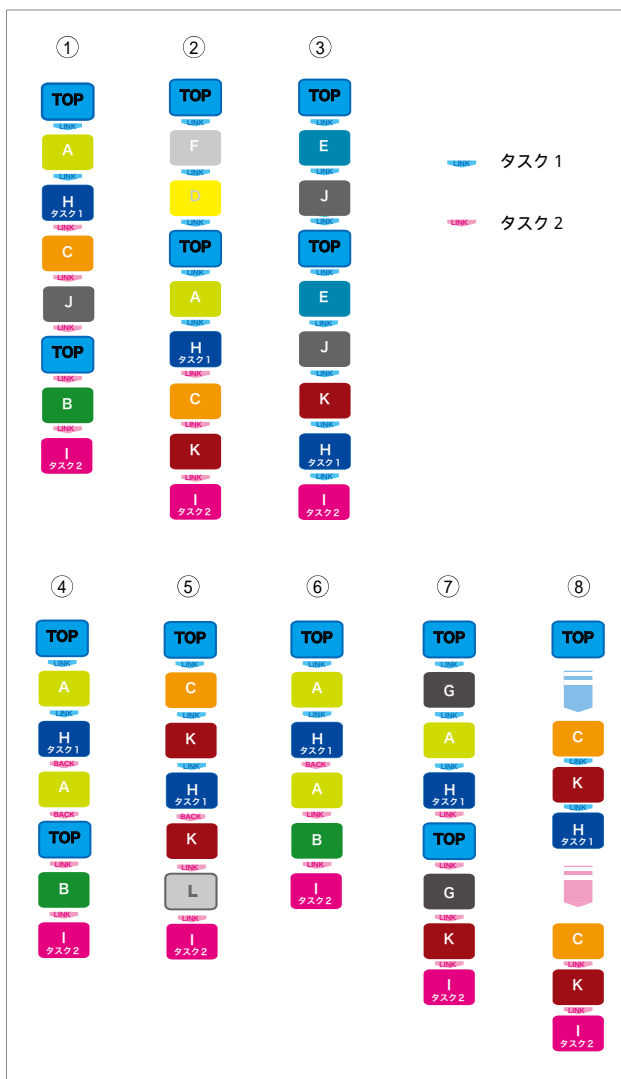 ① ② ③
TOP
LINK
A
LINK
H
タスク1
LINK
C
LINK
J
LINK
TOP
LINK
B
LINK
I
タスク2
TOP
LINK
F
LINK
D
LINK
TOP
LINK
A
LINK
H
タスク1
LINK
C
LINK
K
LINK
I
タスク2
TOP
LINK
E
LINK
J
LINK
TOP
LINK
E
LINK
J
LINK
K
LINK
H
タスク1
LINK
I
タスク2
LINK タスク1
LINK タスク2
④ ⑤ ⑥ ⑦ ⑧
TOP
LINK
A
LINK
H
タスク1
BACK
A
BACK
TOP
LINK
B
LINK
I
タスク2
TOP
LINK
C
LINK
K
LINK
H
タスク1
BACK
K
LINK
L
LINK
I
タスク2
TOP
LINK
A
LINK
H
タスク1
BACK
A
LINK
B
LINK
I
タスク2
TOP
LINK
G
LINK
A
LINK
H
タスク1
LINK
TOP
LINK
G
LINK
K
LINK
I
タスク2
TOP
C
LINK
K
LINK
H
タスク1
C
LINK
K
LINK
I
タスク2